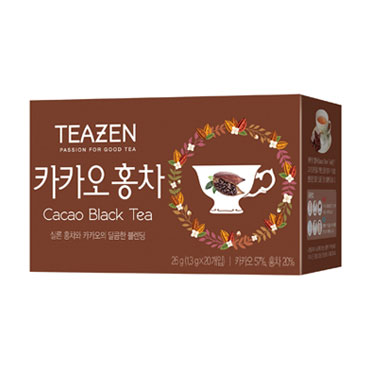 TEAZEN
PASSION FOR GOOD TEA
카카오 홍차
Cacao Black Tea
실론 홍차와 카카오의 달콤한 블렌딩
26 g (1.3 g×20개입) | 카카오 57%, 홍차 20%